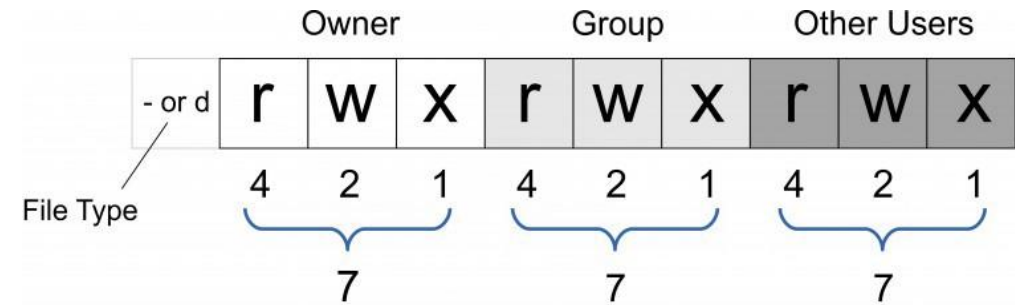 Owner Group Other Users
- or d r w x r w x r w x
4 2 1 4 2 1 4 2 1
File Type
7 7 7